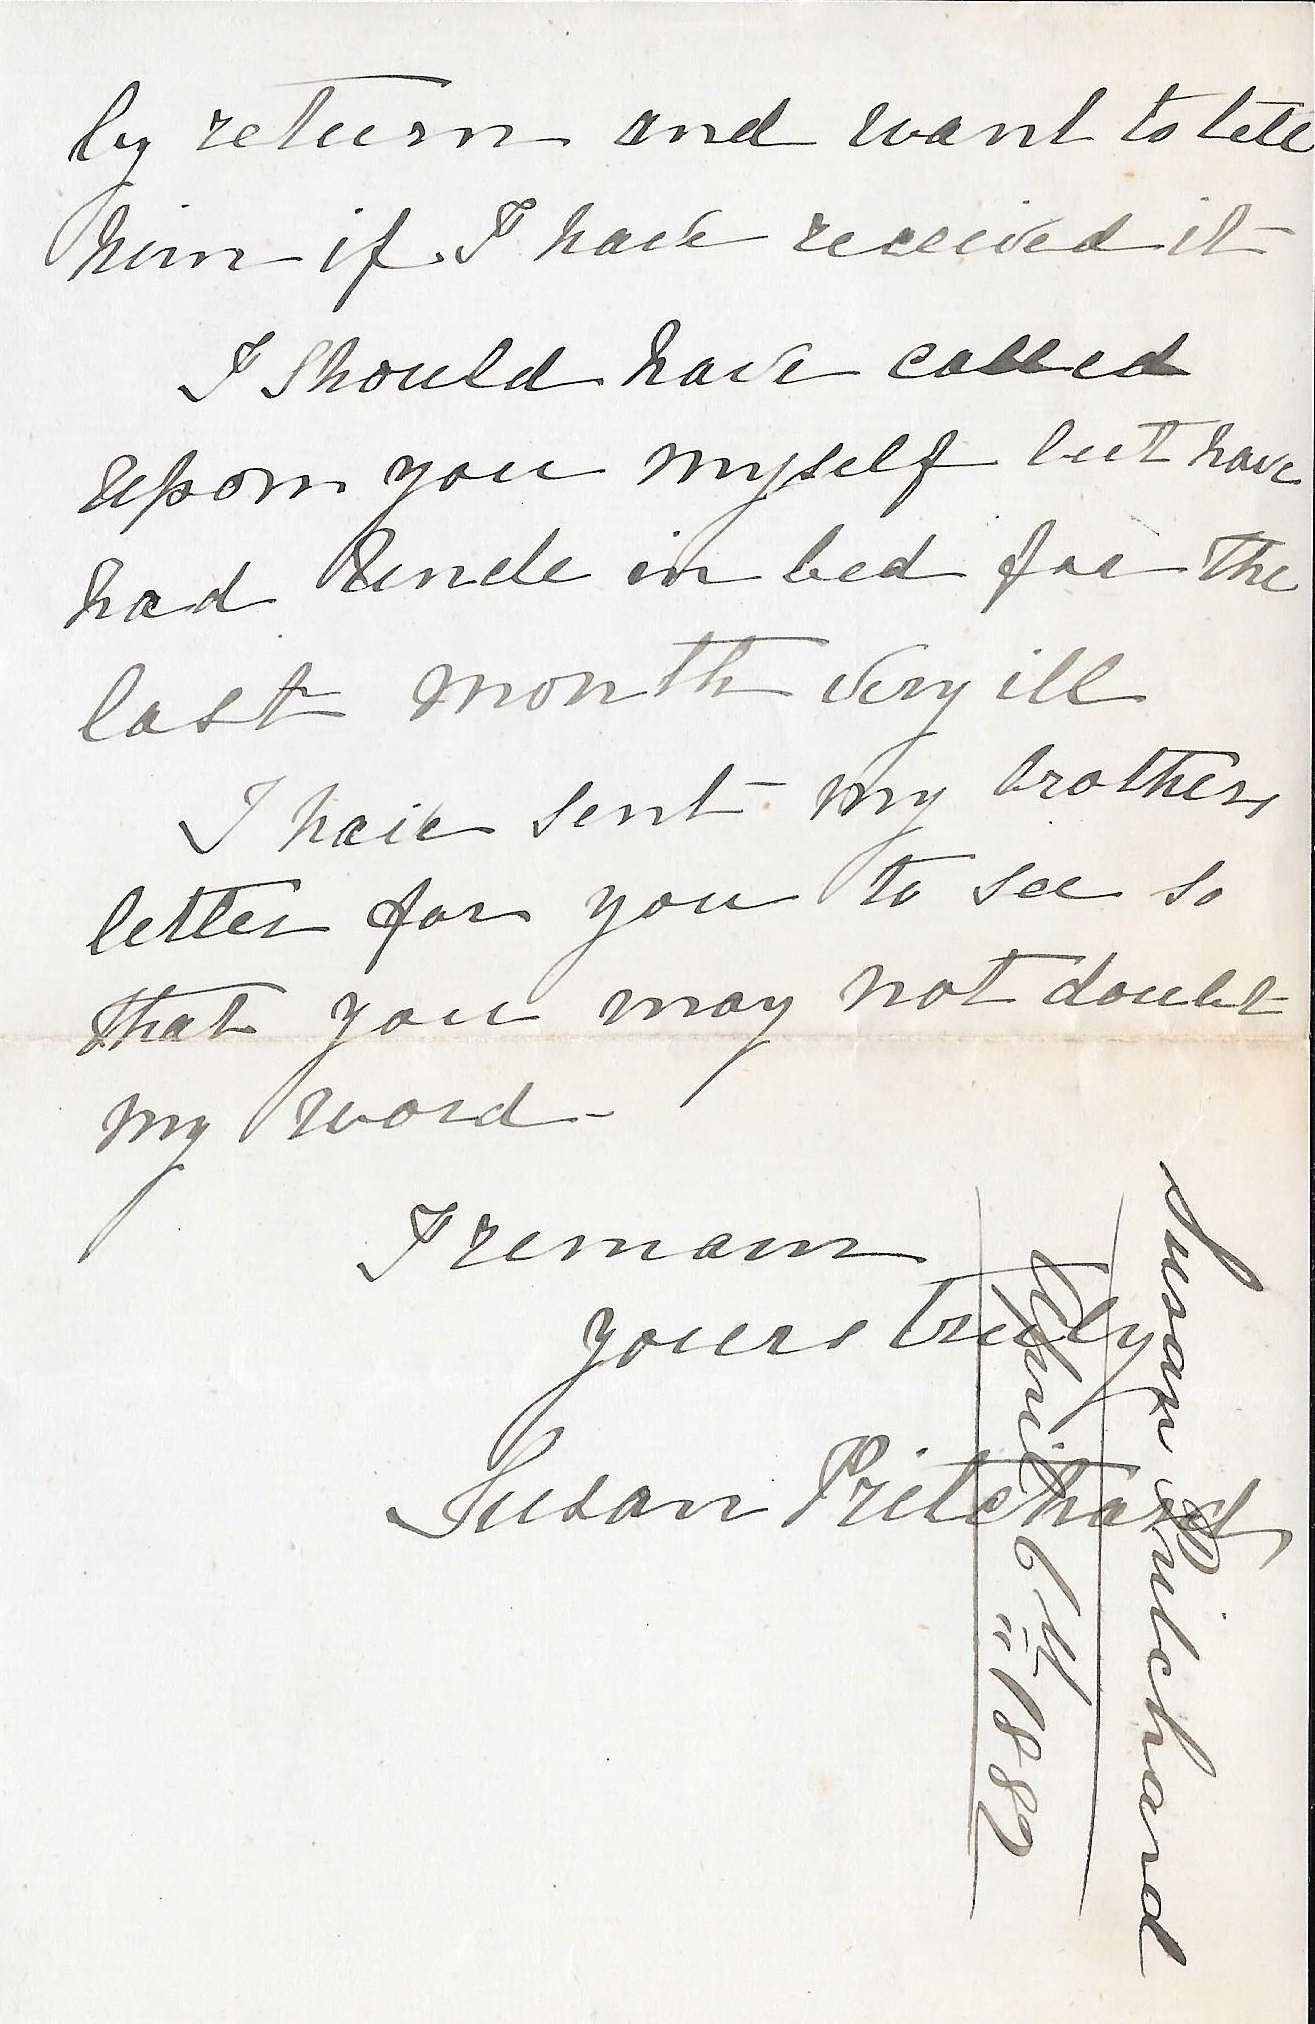 by return and want to tell
him if I have received it
I should have called
upon you myself but have
had Uncle in bed for the
last month very ill
I have sent my brothers
letter for you to see so
that you may not doubt
my word -
I remain
yours truly
Susan Pritchard
Susan Pritchard
April 6th 1882